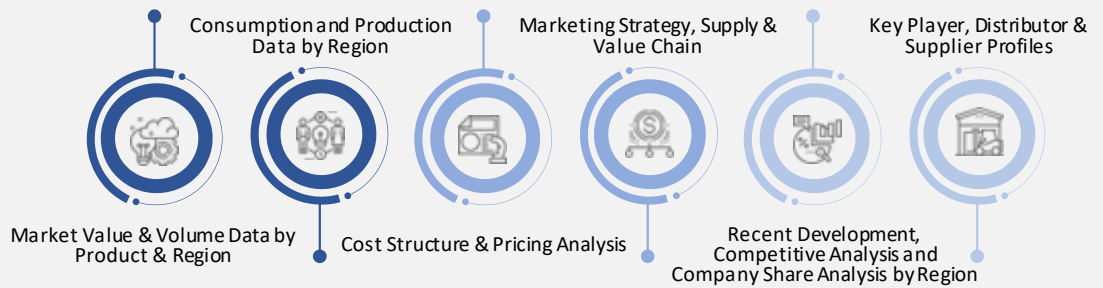 Consumption and Production
Data by Region
Marketing Strategy, Supply &
Value Chain
Key Player, Distributor &
Supplier Profiles
Market Value & Volume Data by
Product & Region
Cost Structure & Pricing Analysis
Recent Development,
Competitive Analysis and
Company Share Analysis by Region